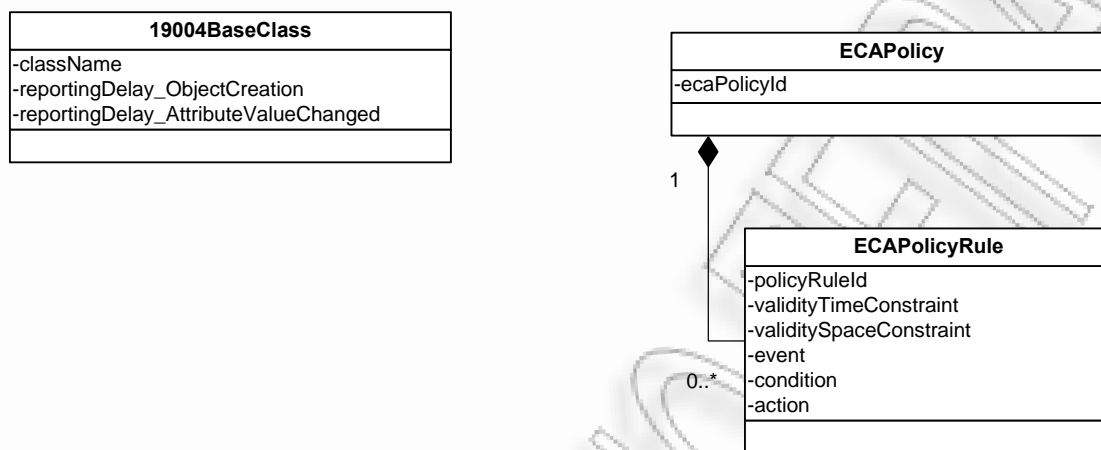 19004BaseClass
-className
-reportingDelay_ObjectCreation
-reportingDelay_AttributeValueChanged
ECAPolicy
-ecaPolicyId
1
ECAPolicyRule
-policyRuleId
-validityTimeConstraint
-validitySpaceConstraint
-event
-condition
-action
0..*